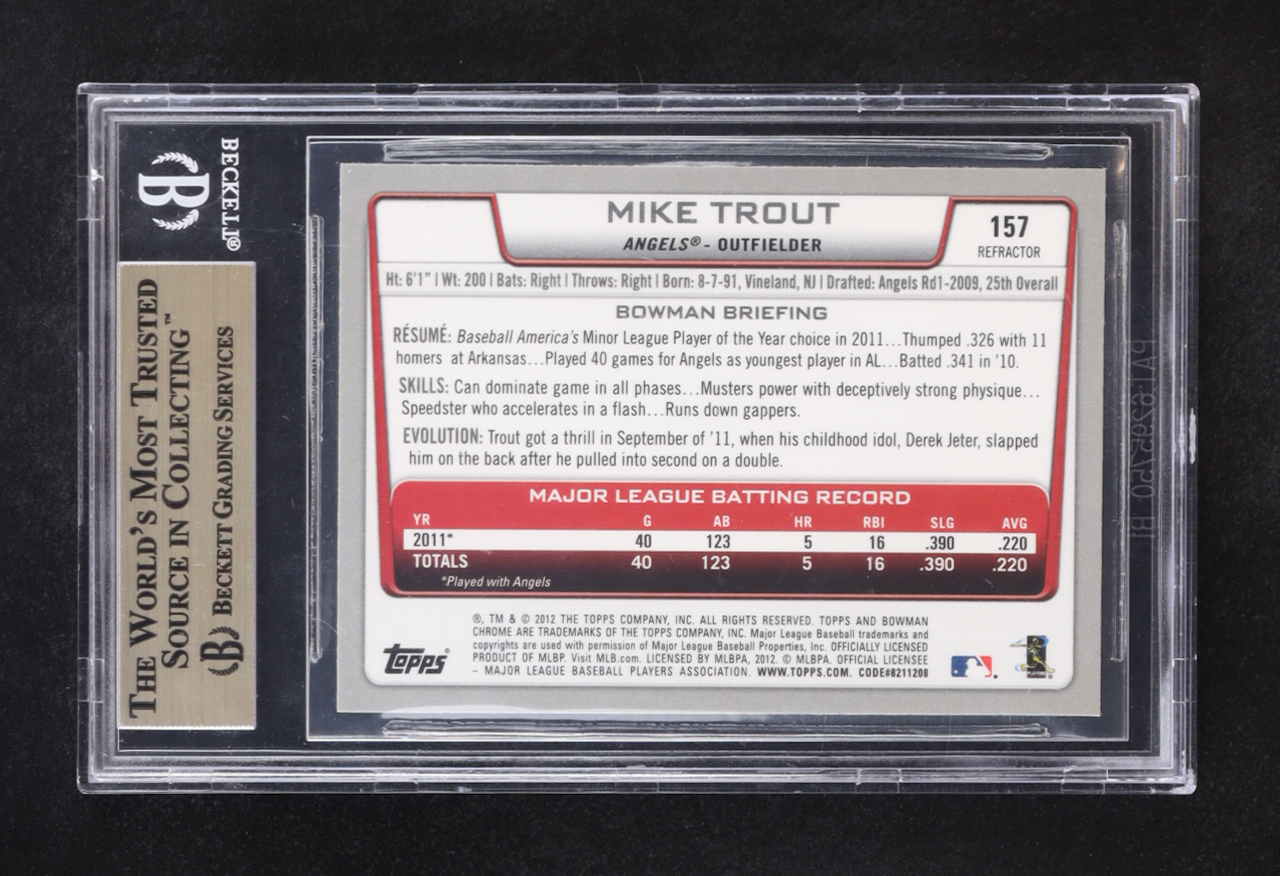 BECKETT®
B
THE WORLD'S MOST TRUSTED
SOURCE IN COLLECTING™
B BECKETT GRADING SERVICES
MIKE TROUT
ANGELS® - OUTFIELDER
157
REFRACTOR
Ht: 6'1" | Wt: 200 | Bats: Right | Throws: Right | Born: 8-7-91, Vineland, NJ | Drafted: Angels Rd1-2009, 25th Overall
BOWMAN BRIEFING
RÉSUMÉ: Baseball America's Minor League Player of the Year choice in 2011...Thumped .326 with 11
homers at Arkansas...Played 40 games for Angels as youngest player in AL...Batted .341 in '10.
SKILLS: Can dominate game in all phases...Musters power with deceptively strong physique...
Speedster who accelerates in a flash...Runs down gappers.
EVOLUTION: Trout got a thrill in September of '11, when his childhood idol, Derek Jeter, slapped
him on the back after he pulled into second on a double.
MAJOR LEAGUE BATTING RECORD
YR G AB HR RBI SLG AVG
2011* 40 123 5 16 .390 .220
TOTALS 40 123 5 16 .390 .220
*Played with Angels
®, TM & © 2012 THE TOPPS COMPANY, INC. ALL RIGHTS RESERVED. TOPPS AND BOWMAN
CHROME ARE TRADEMARKS OF THE TOPPS COMPANY, INC. Major League Baseball trademarks and
copyrights are used with permission of Major League Baseball Properties, Inc. OFFICIALLY LICENSED
PRODUCT OF MLBP. Visit MLB.com. LICENSED BY MLBPA, 2012. © MLBPA. OFFICIAL LICENSEE
– MAJOR LEAGUE BASEBALL PLAYERS ASSOCIATION. WWW.TOPPS.COM. CODE#8211208
topps®